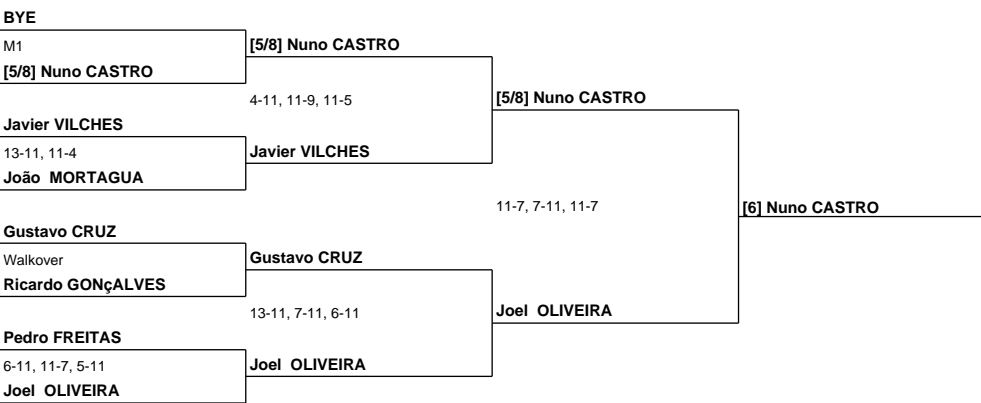 BYE
M1
[5/8] Nuno CASTRO
[5/8] Nuno CASTRO
4-11, 11-9, 11-5
[5/8] Nuno CASTRO
Javier VILCHES
13-11, 11-4
Javier VILCHES
João  MORTAGUA
11-7, 7-11, 11-7
[6] Nuno CASTRO
Gustavo CRUZ
Walkover
Gustavo CRUZ
Ricardo GONçALVES
13-11, 7-11, 6-11
Joel  OLIVEIRA
Pedro FREITAS
6-11, 11-7, 5-11
Joel  OLIVEIRA
Joel  OLIVEIRA